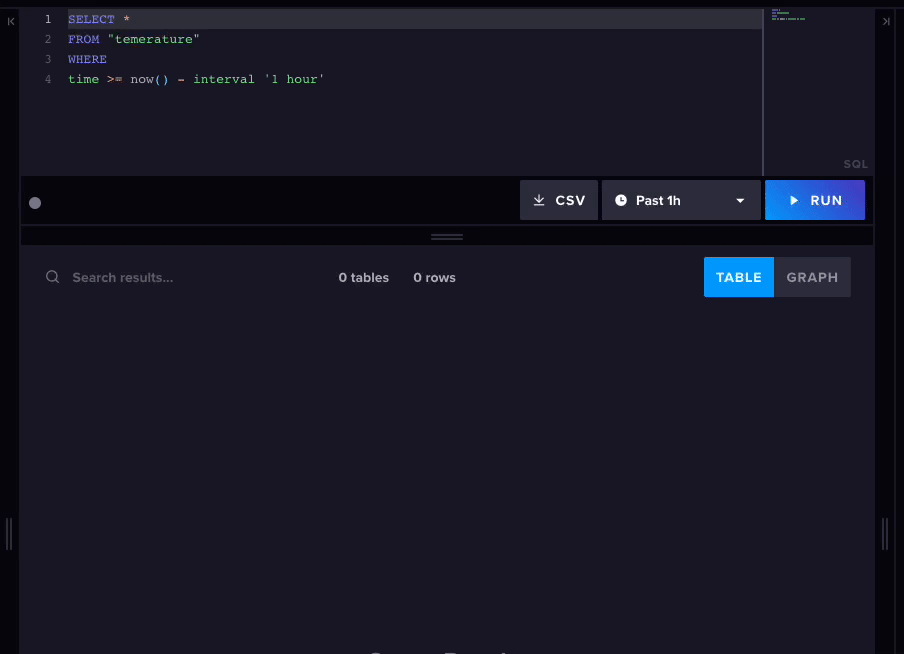 1 SELECT *
2 FROM "temerature"
3 WHERE
4 time >= now() - interval '1 hour'
SQL
CSV Past 1h RUN
Search results... 0 tables 0 rows TABLE GRAPH